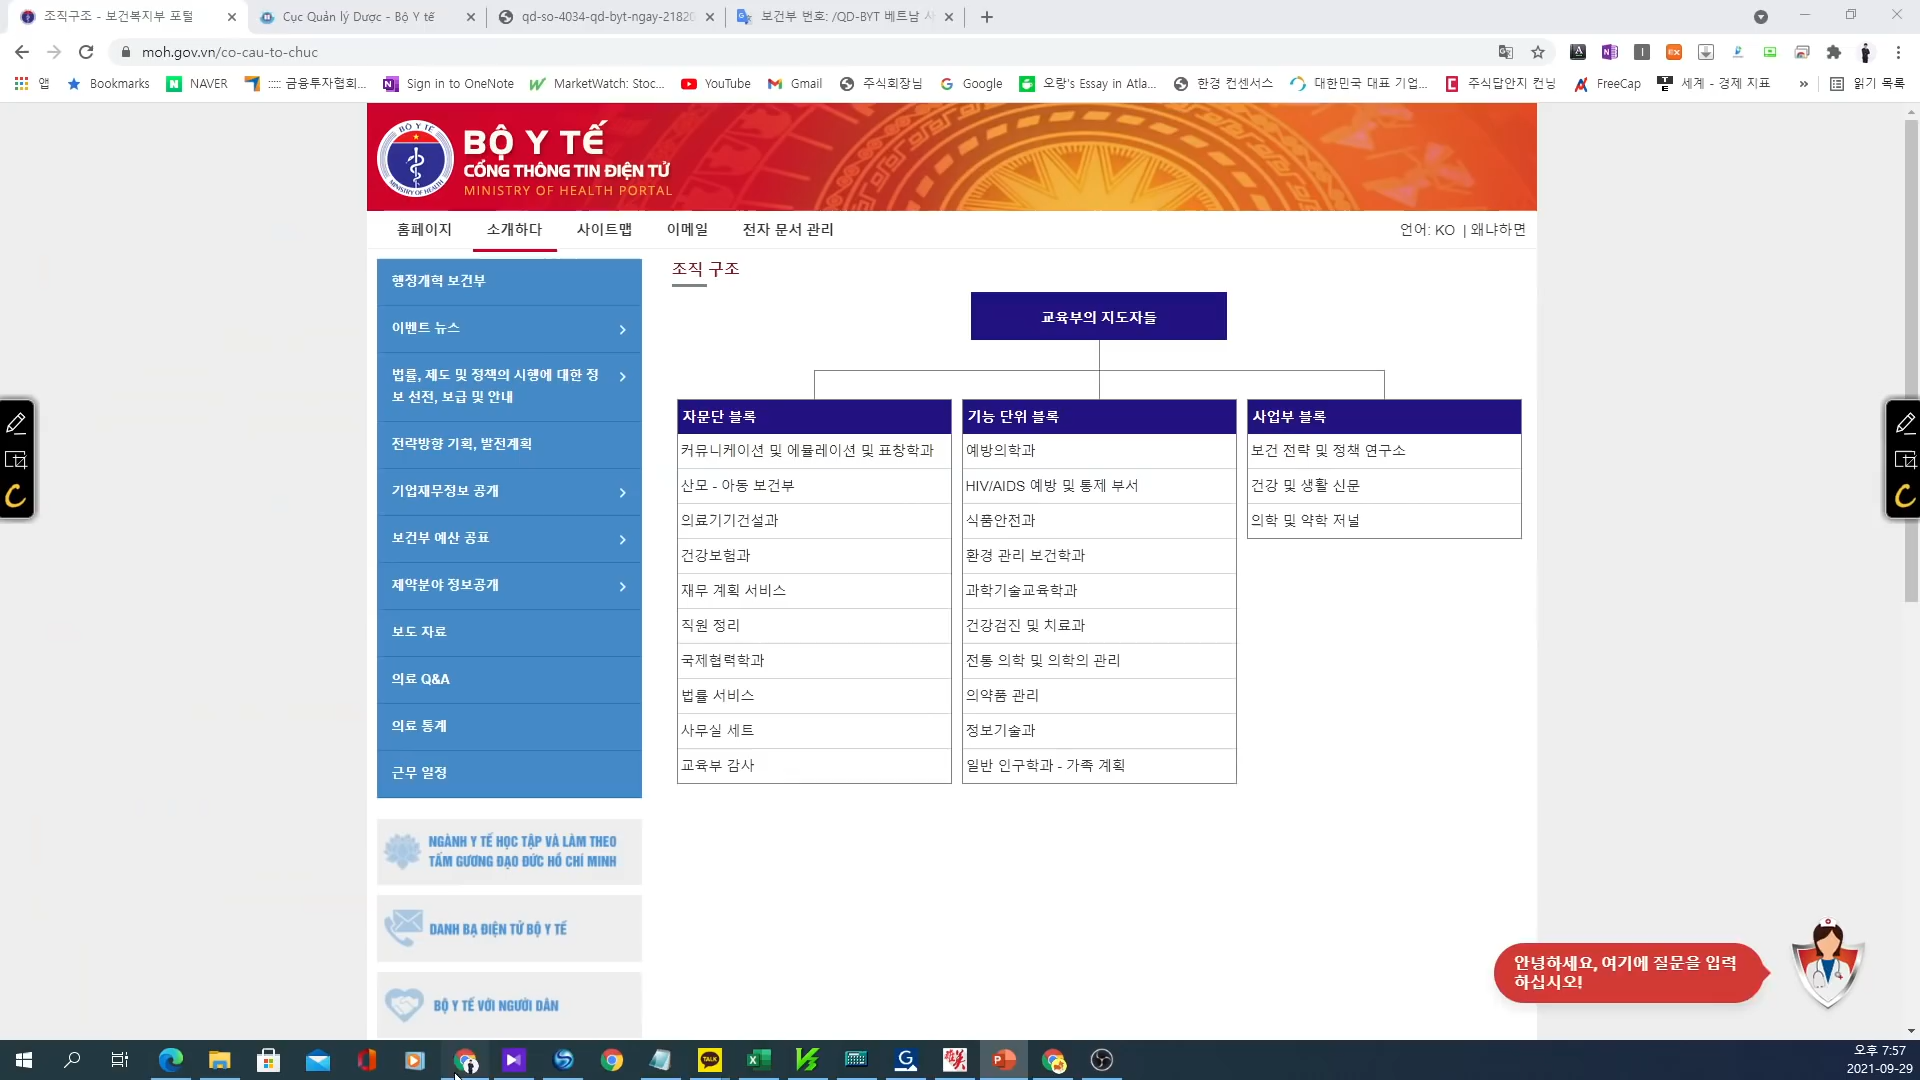 조직구조 - 보건복지부 포털
Cục Quản lý Dược - Bộ Y tế
qd-so-4034-qd-byt-ngay-21820
보건부 번호: /QD-BYT 베트남 사
moh.gov.vn/co-cau-to-chuc
앱
Bookmarks
NAVER
::::: 금융투자협회...
Sign in to OneNote
MarketWatch: Stoc...
YouTube
Gmail
주식회장님
Google
오랑's Essay in Atla...
한경 컨센서스
대한민국 대표 기업...
주식답안지 컨닝
FreeCap
세계 - 경제 지표
»
읽기 목록
BỘ Y TẾ
MINISTRY OF HEALTH
BỘ Y TẾ
CỔNG THÔNG TIN ĐIỆN TỬ
MINISTRY OF HEALTH PORTAL
홈페이지
소개하다
사이트맵
이메일
전자 문서 관리
언어: KO | 왜냐하면
행정개혁 보건부
이벤트 뉴스
법률, 제도 및 정책의 시행에 대한 정
보 선전, 보급 및 안내
전략방향 기획, 발전계획
기업재무정보 공개
보건부 예산 공표
제약분야 정보공개
보도 자료
의료 Q&A
의료 통계
근무 일정
NGÀNH Y TẾ HỌC TẬP VÀ LÀM THEO
TẤM GƯƠNG ĐẠO ĐỨC HỒ CHÍ MINH
DANH BẠ ĐIỆN TỬ BỘ Y TẾ
BỘ Y TẾ VỚI NGƯỜI DÂN
조직 구조
교육부의 지도자들
자문단 블록
커뮤니케이션 및 에뮬레이션 및 표창학과
산모 - 아동 보건부
의료기기건설과
건강보험과
재무 계획 서비스
직원 정리
국제협력학과
법률 서비스
사무실 세트
교육부 감사
기능 단위 블록
예방의학과
HIV/AIDS 예방 및 통제 부서
식품안전과
환경 관리 보건학과
과학기술교육학과
건강검진 및 치료과
전통 의학 및 의학의 관리
의약품 관리
정보기술과
일반 인구학과 - 가족 계획
사업부 블록
보건 전략 및 정책 연구소
건강 및 생활 신문
의학 및 약학 저널
안녕하세요, 여기에 질문을 입력
하십시오!
TALK
오후 7:57
2021-09-29